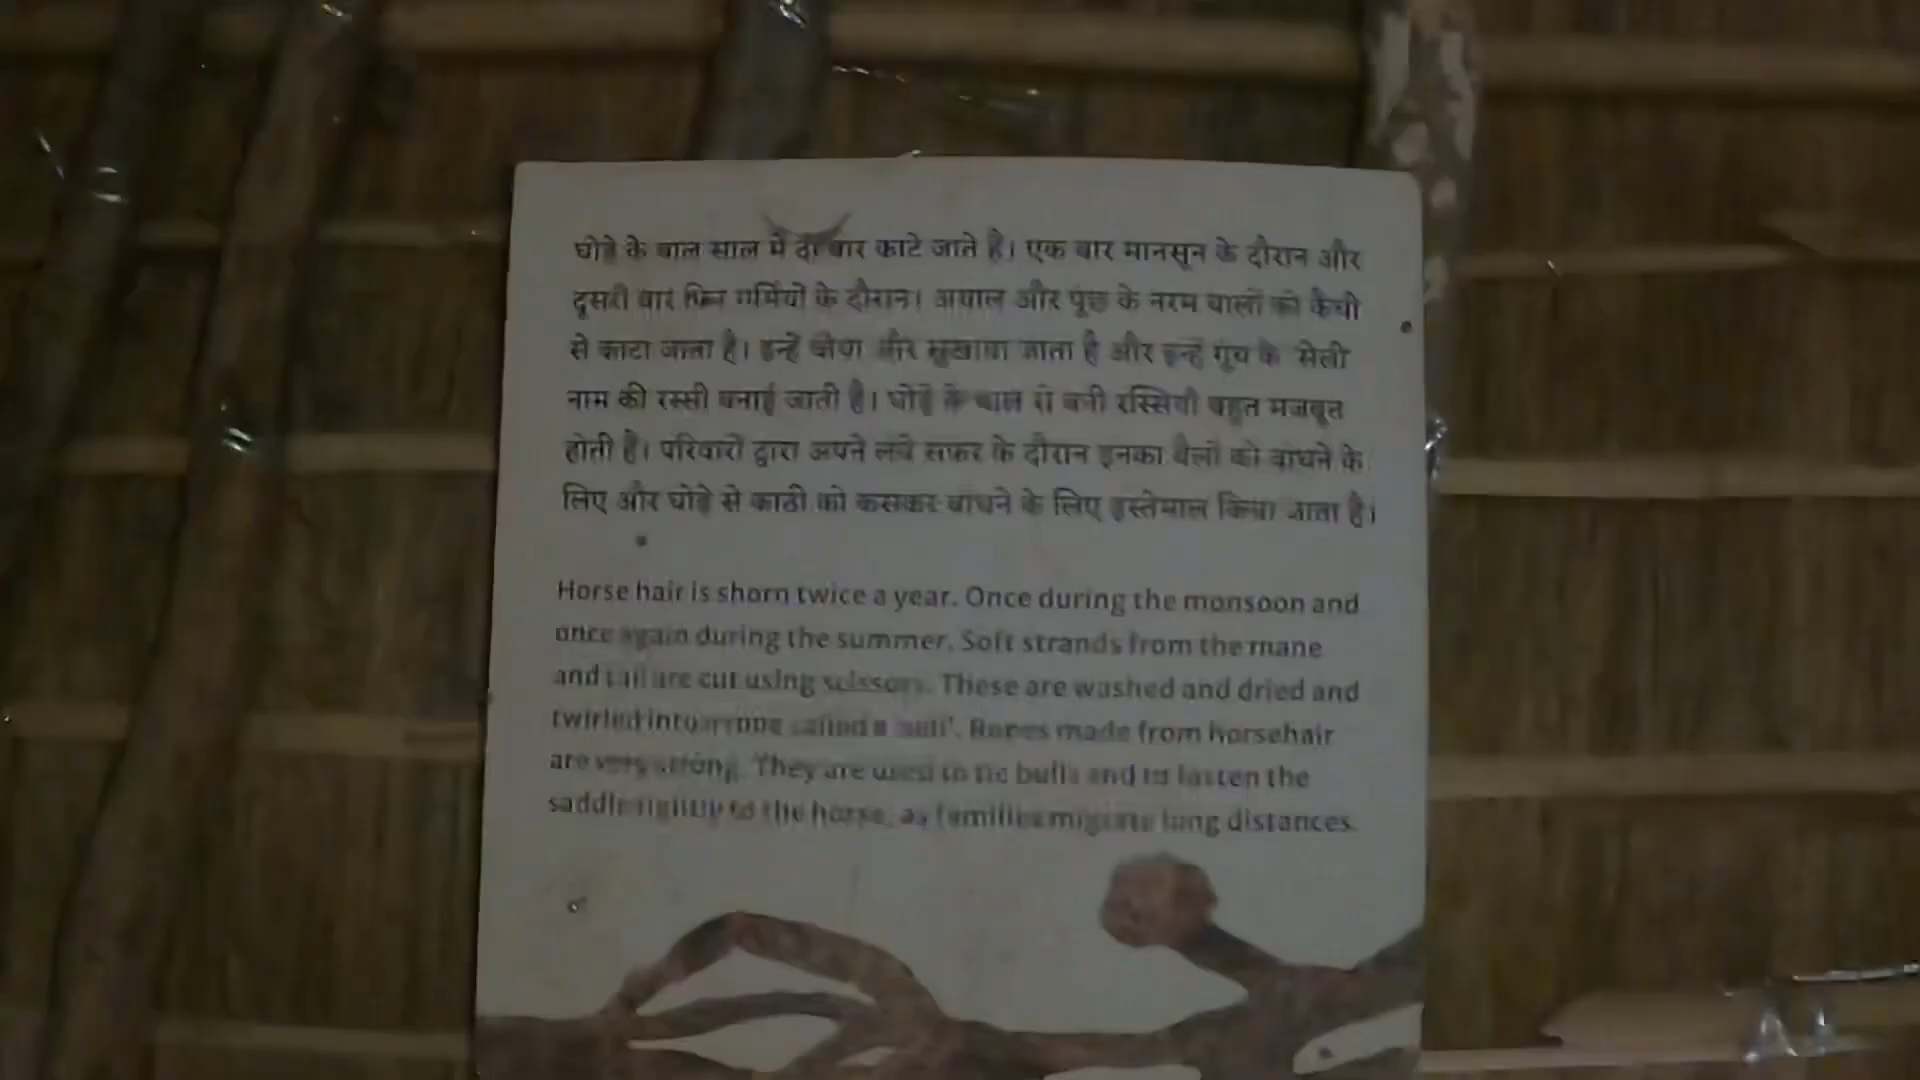 घोड़े के बाल साल में दो बार काटे जाते हैं। एक बार मानसून के दौरान और
दूसरी बार फिर गर्मियों के दौरान। अयाल और पूंछ के नरम बालों को कैंची
से काटा जाता है। इन्हें धोया और सुखाया जाता है और इन्हें गूंथ के सेली
नाम की रस्सी बनाई जाती है। घोड़े के बाल से बनी रस्सियाँ बहुत मजबूत
होती हैं। परिवारों द्वारा अपने लंबे सफर के दौरान इनका बैलों को बांधने के
लिए और घोड़े से काठी को कसकर बांधने के लिए इस्तेमाल किया जाता है।
Horse hair is shorn twice a year. Once during the monsoon and
once again during the summer. Soft strands from the mane
and tail are cut using scissors. These are washed and dried and
twirled into a rope called a Ropes made from horsehair
are very strong. They are used to tie bulls and to fasten the
saddle tightly to the horse, as families migrate long distances.